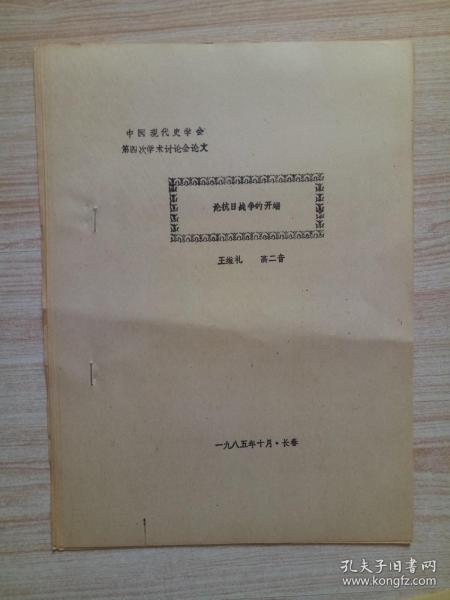 中国现代史学会
第四次学术讨论会论文
论抗日战争的开端
王继礼 高二音
一九八五年十月·长春
孔夫子旧书网
www.kongfz.com